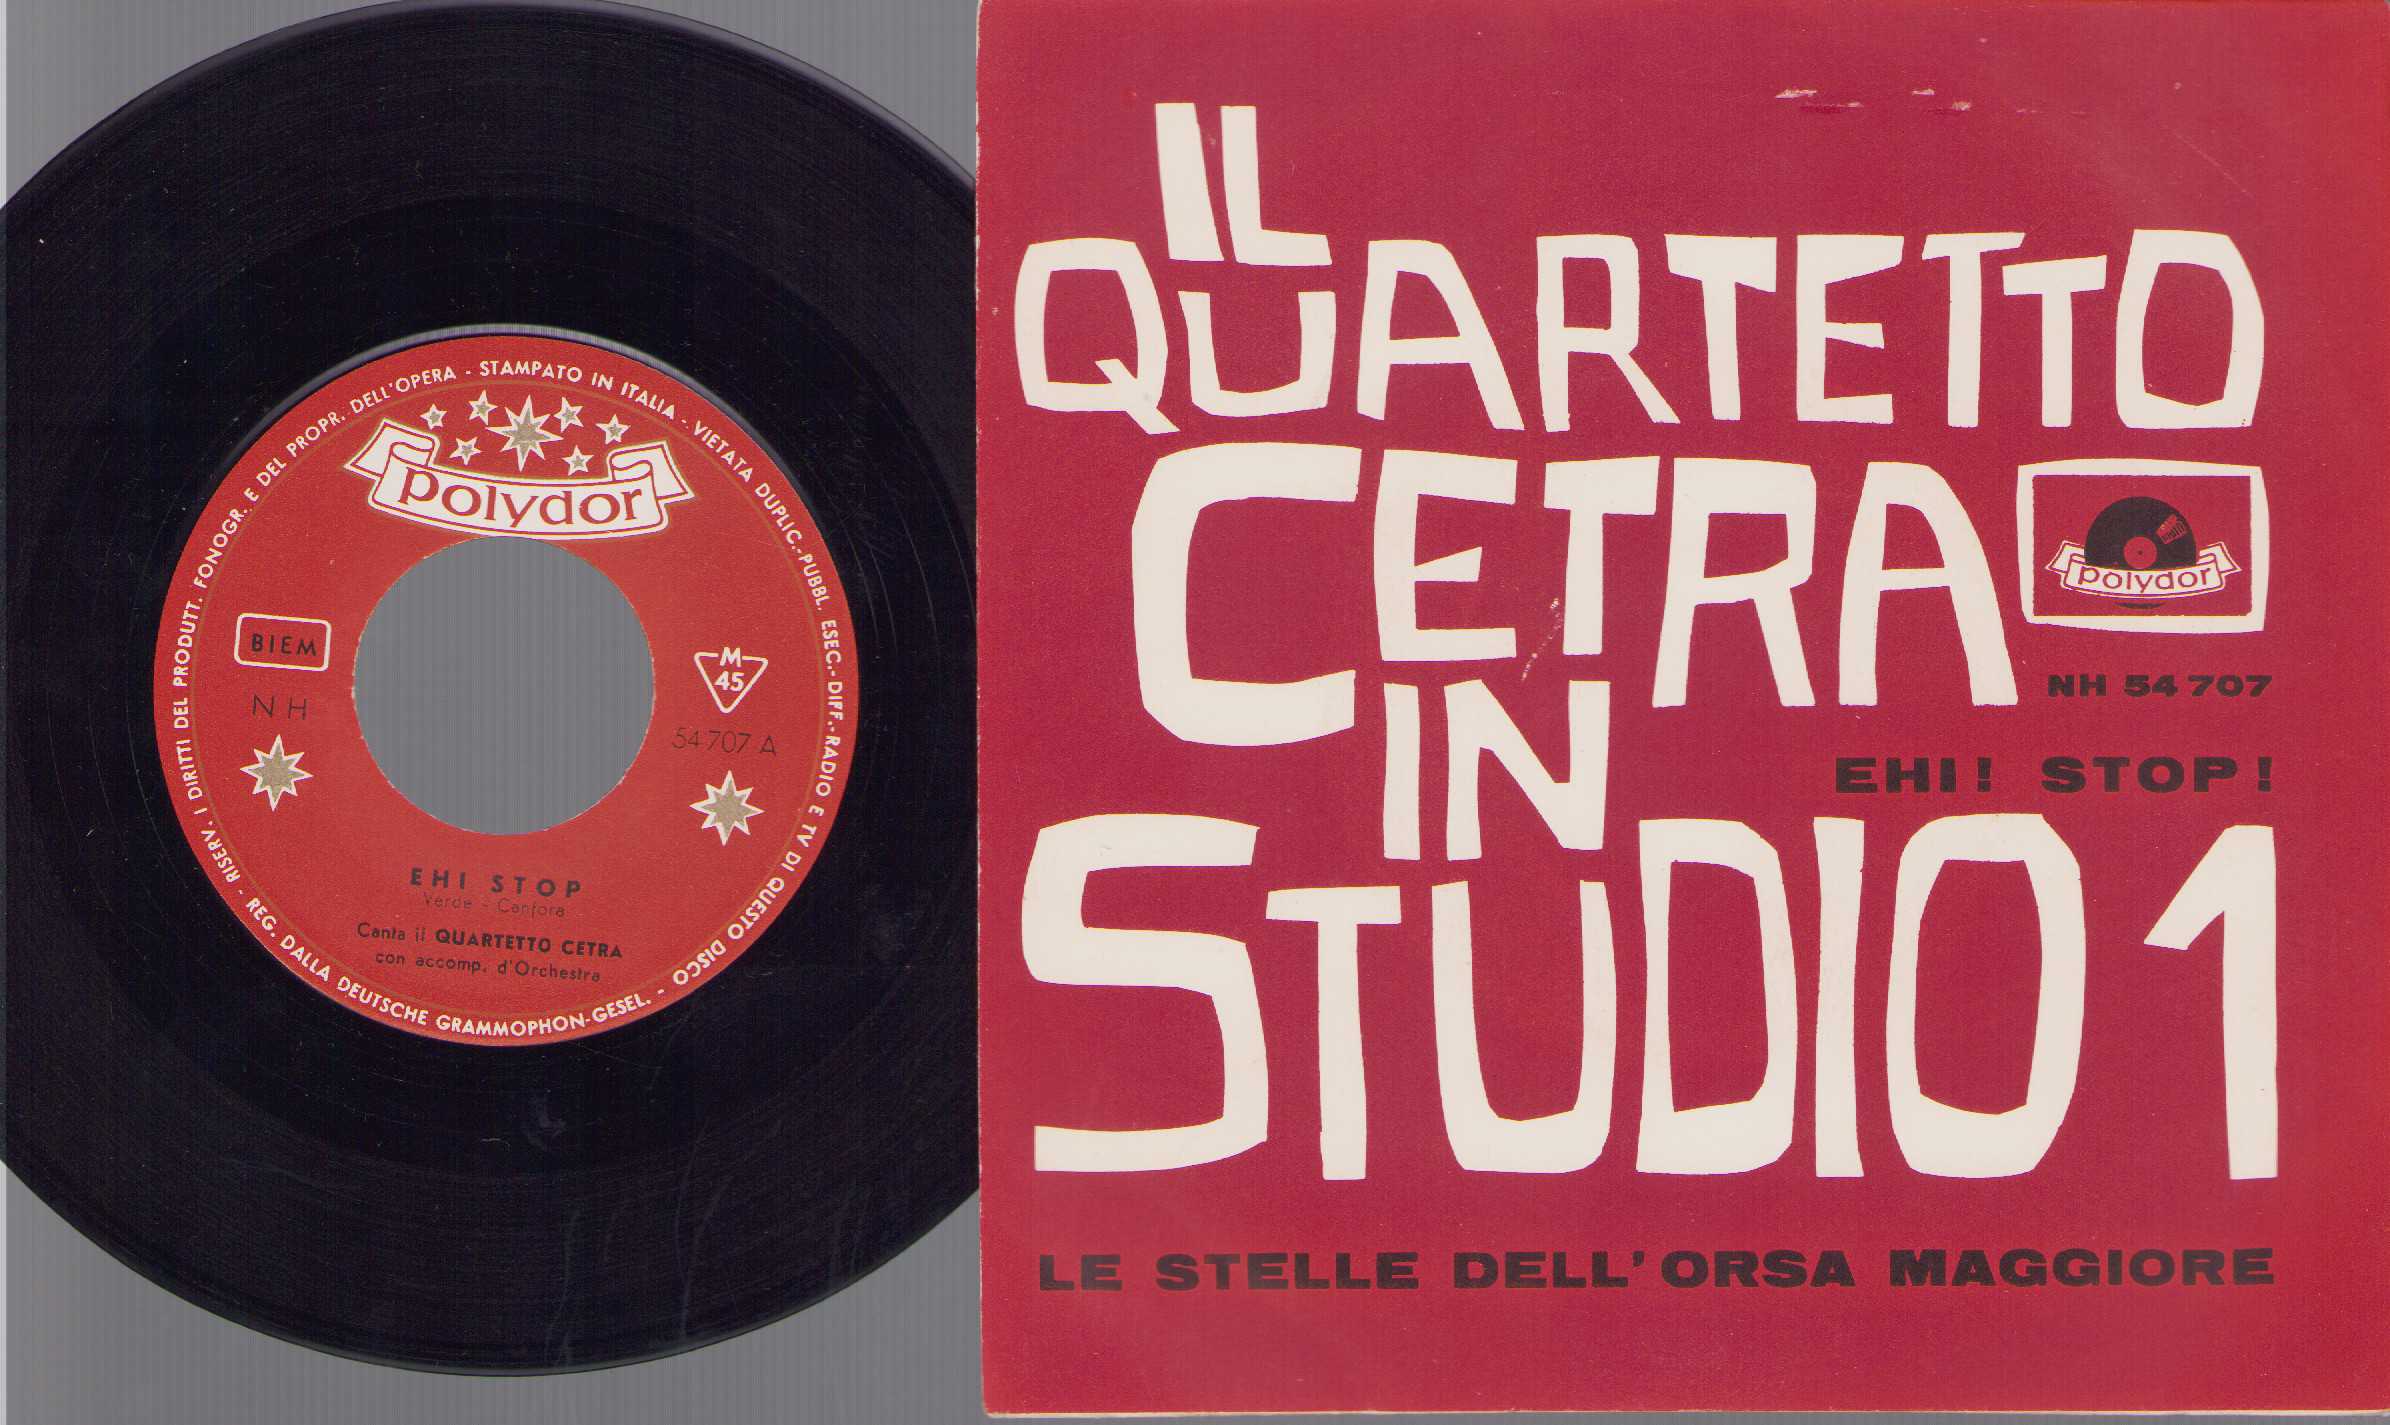 RISERV. I DIRITTI DEL PRODUTT. FONOGR. E DEL PROPR. DELL'OPERA - STAMPATO IN ITALIA - VIETATA DUPLIC.-PUBBL. ESEC.-DIFF.-RADIO E TV DI QUESTO DISCO - REG. DALLA DEUTSCHE GRAMMOPHON-GESEL. -
polydor
BIEM
NH
M
45
54 707 A
EHI STOP
Verde - Canfora
Canta il QUARTETTO CETRA
con accomp. d'Orchestra
IL
QUARTETTO
CETRA
polydor
NH 54 707
IN
EHI! STOP!
STUDIO 1
LE STELLE DELL'ORSA MAGGIORE